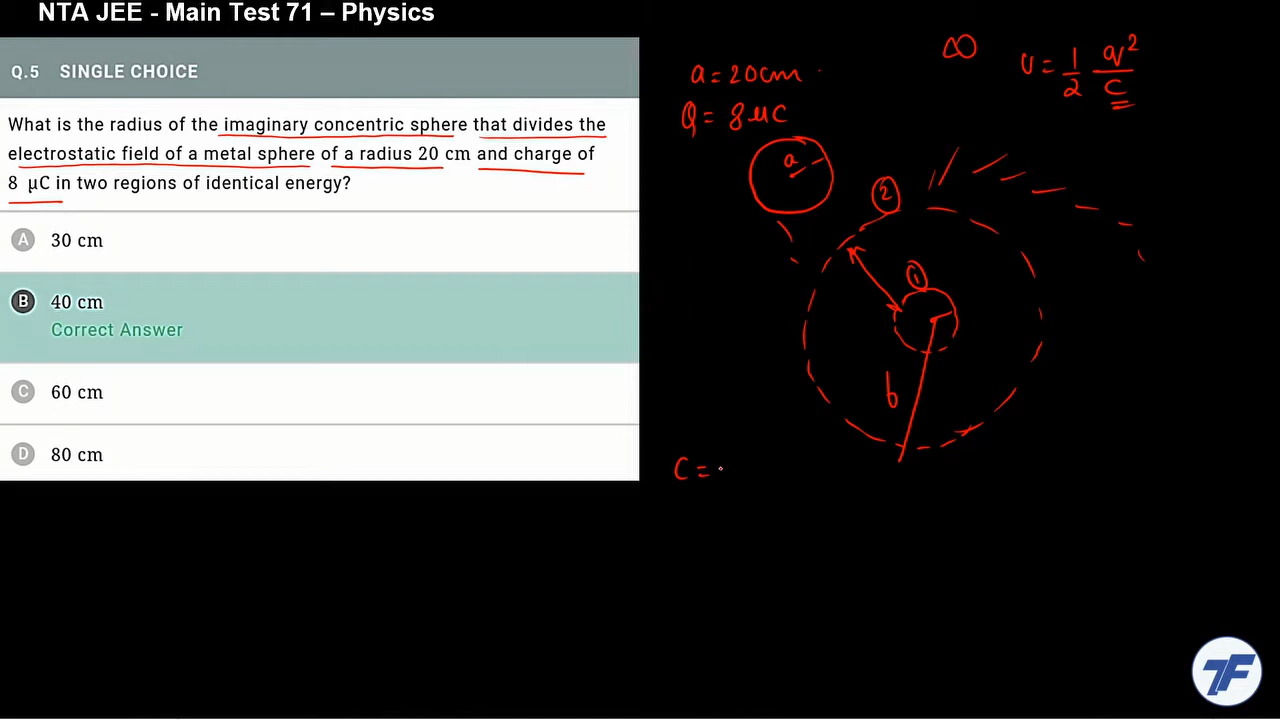 NTA JEE - Main Test 71 – Physics
Q.5 SINGLE CHOICE
What is the radius of the imaginary concentric sphere that divides the
electrostatic field of a metal sphere of a radius 20 cm and charge of
8 μC in two regions of identical energy?
A 30 cm
B 40 cm
Correct Answer
C 60 cm
D 80 cm
a = 20cm
Q = 8 μC
∞
U = 1/2 q²/C
a
2
1
b
C =
7F